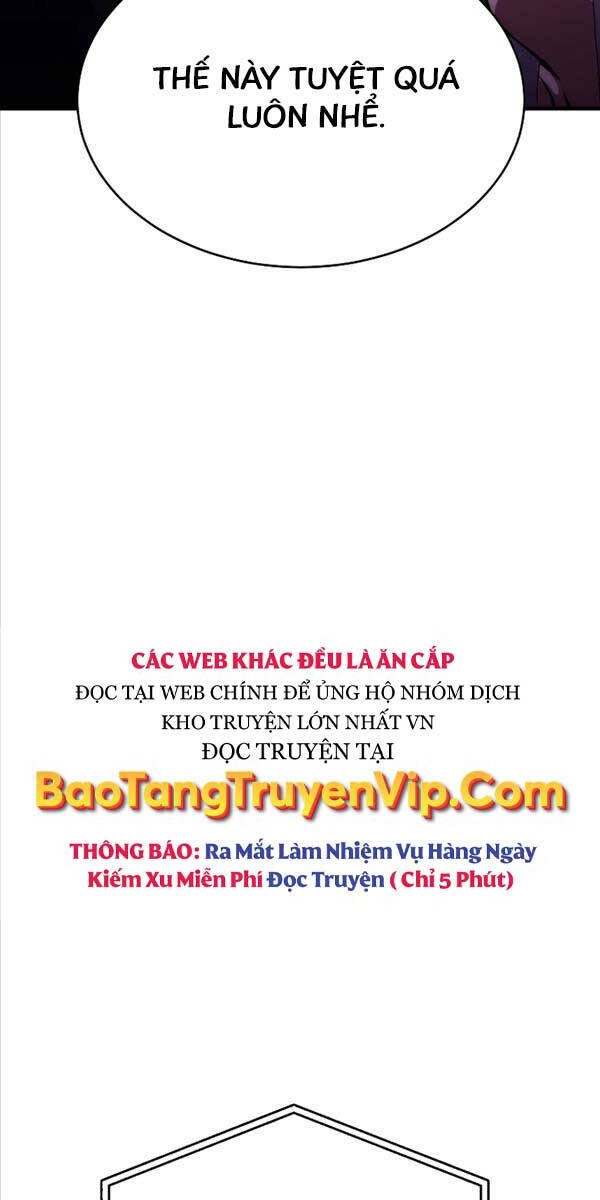 THẾ NÀY TUYỆT QUÁ
LUÔN NHỂ.
CÁC WEB KHÁC ĐỀU LÀ ĂN CẮP
ĐỌC TẠI WEB CHÍNH ĐỂ ỦNG HỘ NHÓM DỊCH
KHO TRUYỆN LỚN NHẤT VN
ĐỌC TRUYỆN TẠI
BaoTangTruyenVip.Com
THÔNG BÁO: Ra Mắt Làm Nhiệm Vụ Hàng Ngày
Kiếm Xu Miễn Phí Đọc Truyện ( Chỉ 5 Phút)